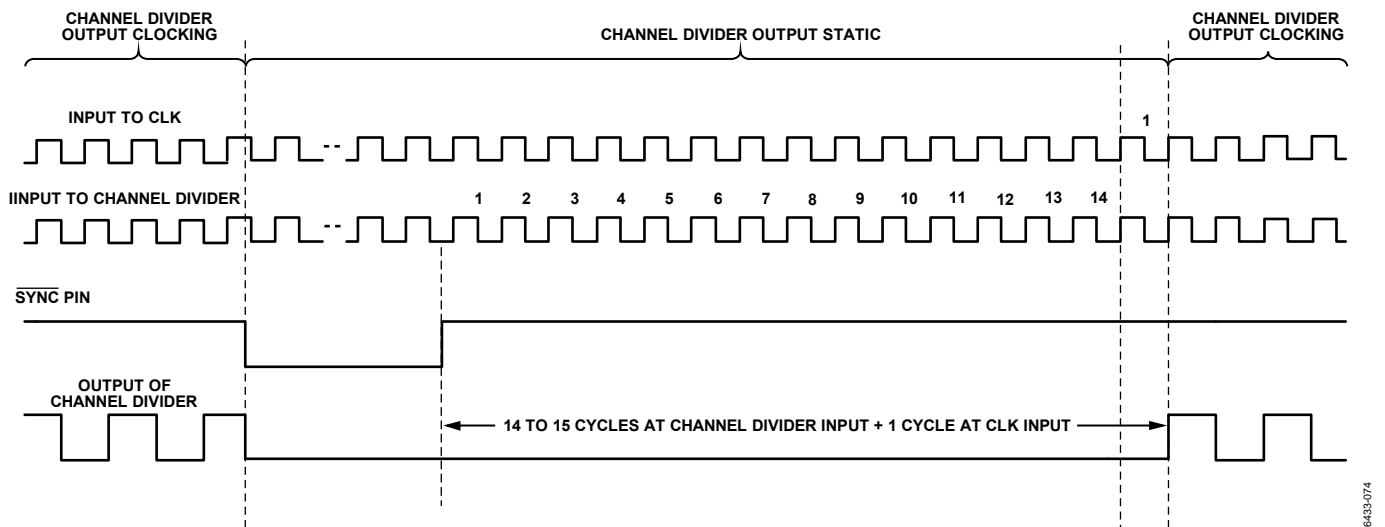 CHANNEL DIVIDER
OUTPUT CLOCKING
CHANNEL DIVIDER OUTPUT STATIC
CHANNEL DIVIDER
OUTPUT CLOCKING
INPUT TO CLK
1
IINPUT TO CHANNEL DIVIDER
1 2 3 4 5 6 7 8 9 10 11 12 13 14
SYNC PIN
OUTPUT OF
CHANNEL DIVIDER
14 TO 15 CYCLES AT CHANNEL DIVIDER INPUT + 1 CYCLE AT CLK INPUT
6433-074